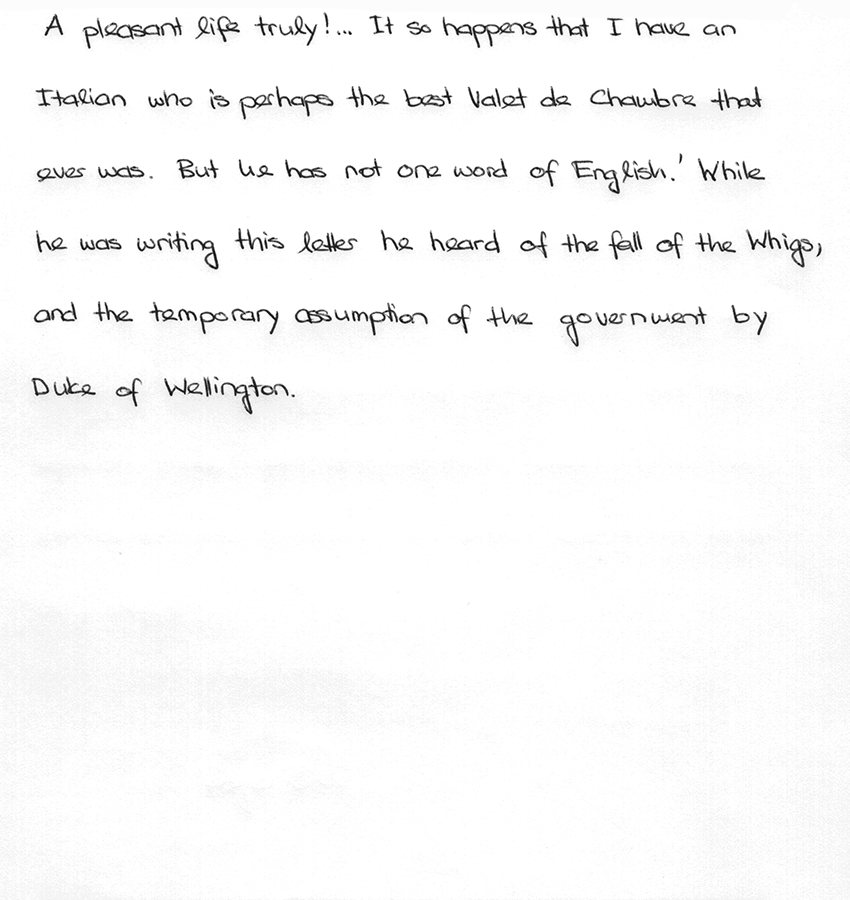 A pleasant life truly!... It so happens that I have an
Italian who is perhaps the best Valet de Chambre that
ever was. But he has not one word of English.' While
he was writing this letter he heard of the fall of the Whigs,
and the temporary assumption of the government by
Duke of Wellington.